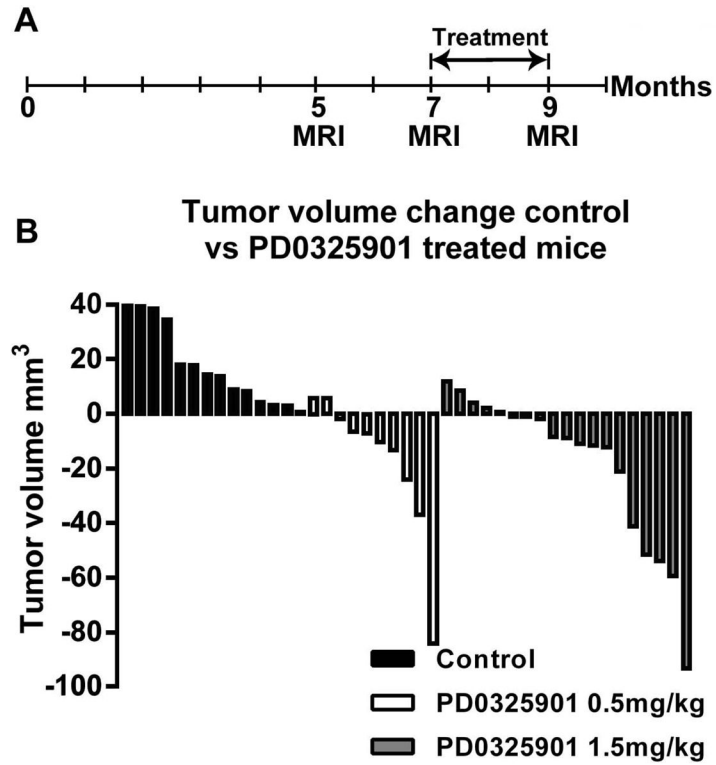 A
Treatment
Months
0
5
7
9
MRI
MRI
MRI
B
Tumor volume change control
vs PD0325901 treated mice
Tumor volume mm3
40
20
0
-20
-40
-60
-80
-100
Control
PD0325901 0.5mg/kg
PD0325901 1.5mg/kg